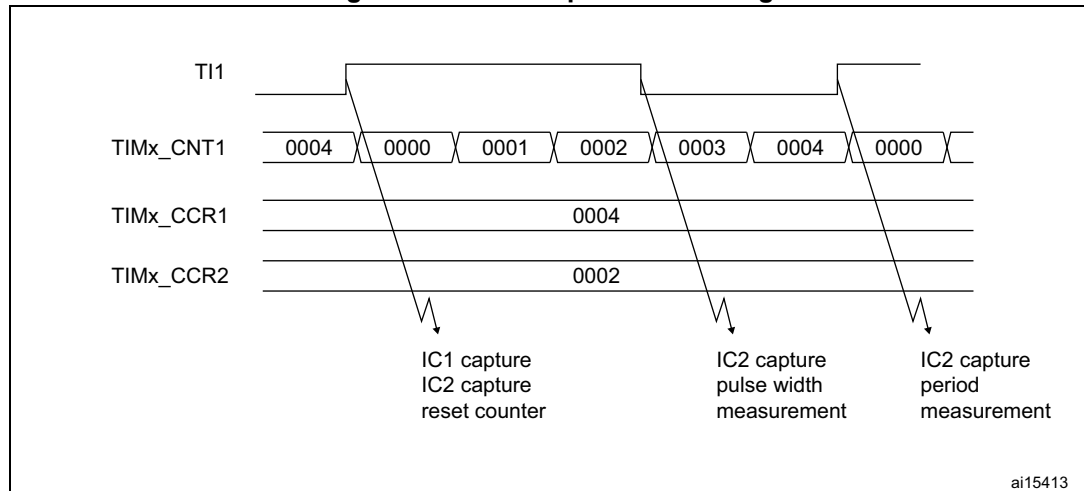 TI1
TIMx_CNT1 0004 0000 0001 0002 0003 0004 0000
TIMx_CCR1 0004
TIMx_CCR2 0002
IC1 capture
IC2 capture
reset counter
IC2 capture
pulse width
measurement
IC2 capture
period
measurement
ai15413